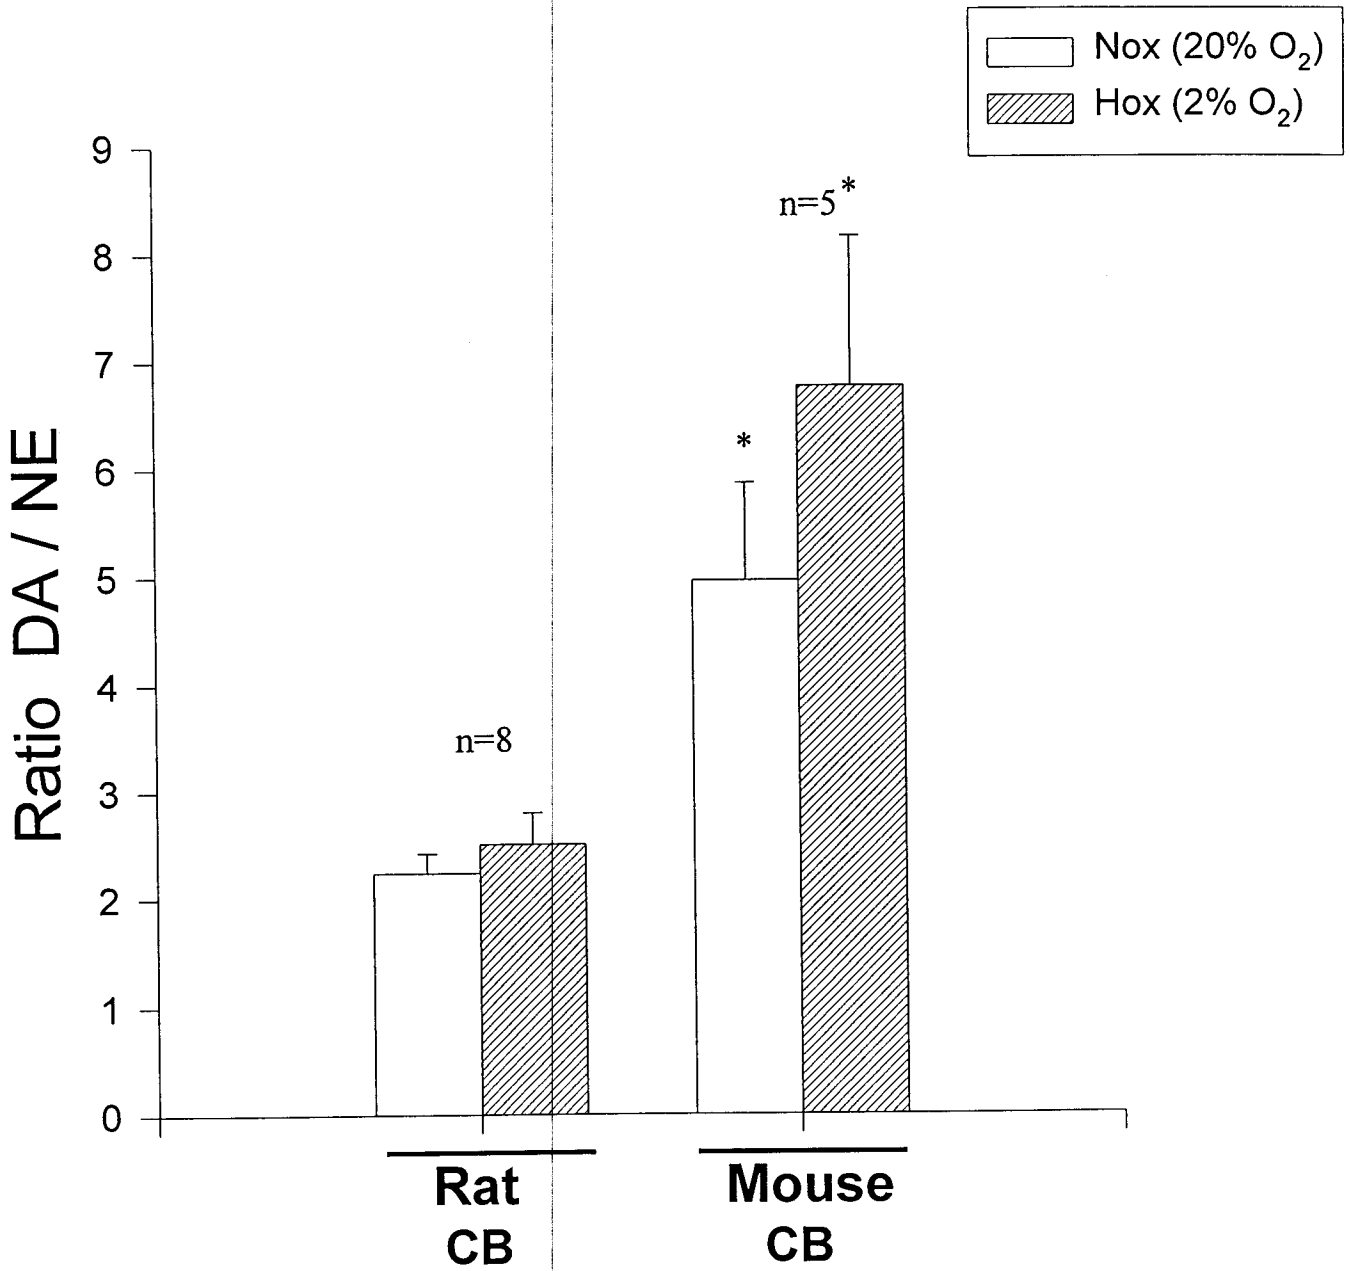 Nox (20% O₂)
Hox (2% O₂)
Ratio DA / NE
9
8
7
6
5
4
3
2
1
0
n=8
n=5*
*
Rat
CB
Mouse
CB